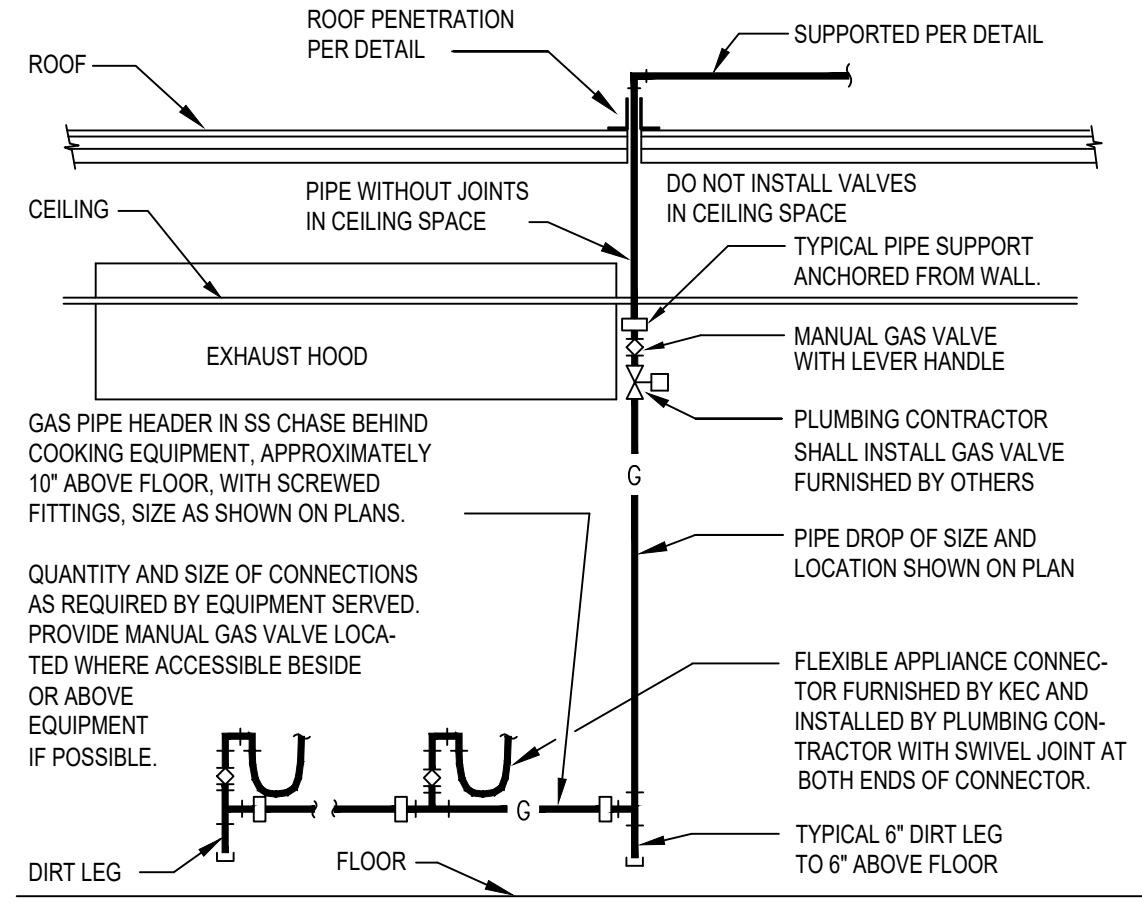 ROOF PENETRATION
PER DETAIL
SUPPORTED PER DETAIL
ROOF
PIPE WITHOUT JOINTS
IN CEILING SPACE
DO NOT INSTALL VALVES
IN CEILING SPACE
CEILING
TYPICAL PIPE SUPPORT
ANCHORED FROM WALL.
EXHAUST HOOD
MANUAL GAS VALVE
WITH LEVER HANDLE
GAS PIPE HEADER IN SS CHASE BEHIND
COOKING EQUIPMENT, APPROXIMATELY
10" ABOVE FLOOR, WITH SCREWED
FITTINGS, SIZE AS SHOWN ON PLANS.
PLUMBING CONTRACTOR
SHALL INSTALL GAS VALVE
FURNISHED BY OTHERS
G
PIPE DROP OF SIZE AND
LOCATION SHOWN ON PLAN
QUANTITY AND SIZE OF CONNECTIONS
AS REQUIRED BY EQUIPMENT SERVED.
PROVIDE MANUAL GAS VALVE LOCA-
TED WHERE ACCESSIBLE BESIDE
OR ABOVE
EQUIPMENT
IF POSSIBLE.
FLEXIBLE APPLIANCE CONNEC-
TOR FURNISHED BY KEC AND
INSTALLED BY PLUMBING CON-
TRACTOR WITH SWIVEL JOINT AT
BOTH ENDS OF CONNECTOR.
G
TYPICAL 6" DIRT LEG
TO 6" ABOVE FLOOR
DIRT LEG
FLOOR